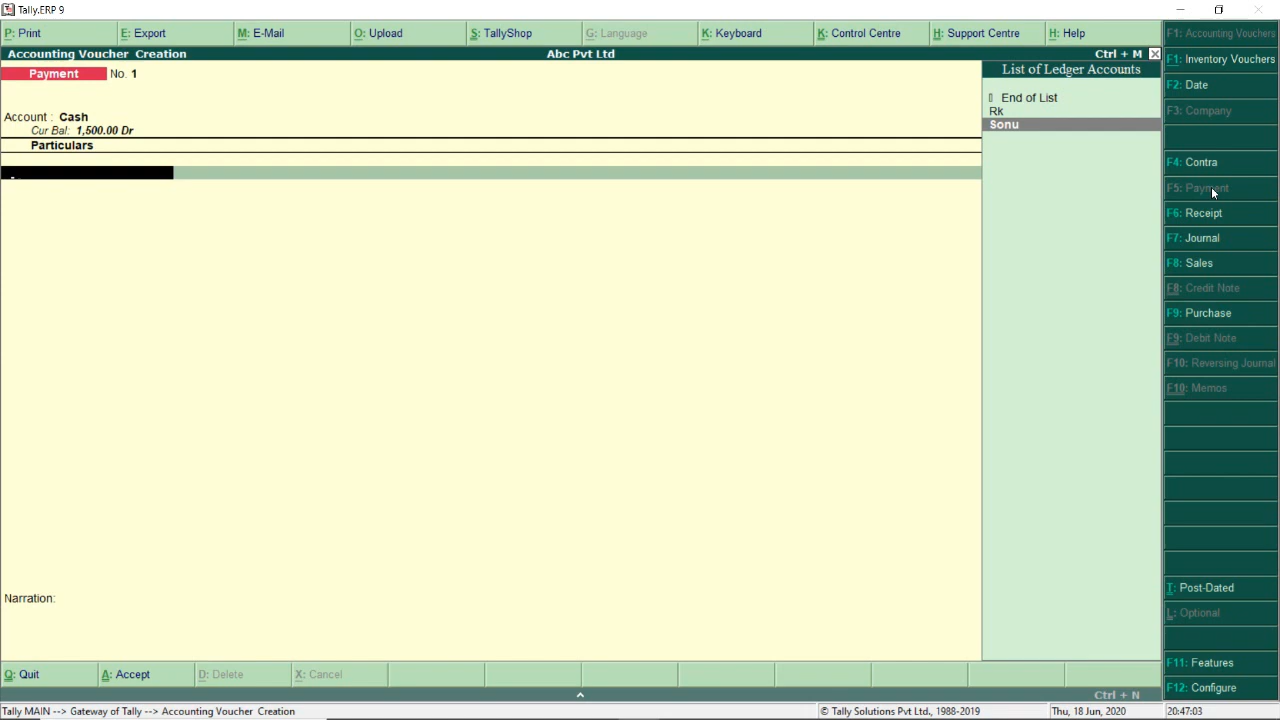 Tally.ERP 9
P: Print
E: Export
M: E-Mail
O: Upload
S: TallyShop
G: Language
K: Keyboard
K: Control Centre
H: Support Centre
H: Help
Accounting Voucher Creation
Abc Pvt Ltd
Ctrl + M
Payment No. 1
Account : Cash
Cur Bal: 1,500.00 Dr
Particulars
List of Ledger Accounts
End of List
Rk
Sonu
F1: Accounting Vouchers
F1: Inventory Vouchers
F2: Date
F3: Company
F4: Contra
F5: Payment
F6: Receipt
F7: Journal
F8: Sales
F8: Credit Note
F9: Purchase
F9: Debit Note
F10: Reversing Journal
F10: Memos
T: Post-Dated
L: Optional
F11: Features
F12: Configure
Narration:
Q: Quit
A: Accept
D: Delete
X: Cancel
Ctrl + N
Tally MAIN --> Gateway of Tally --> Accounting Voucher Creation
© Tally Solutions Pvt Ltd., 1988-2019
Thu, 18 Jun, 2020
20:47:03